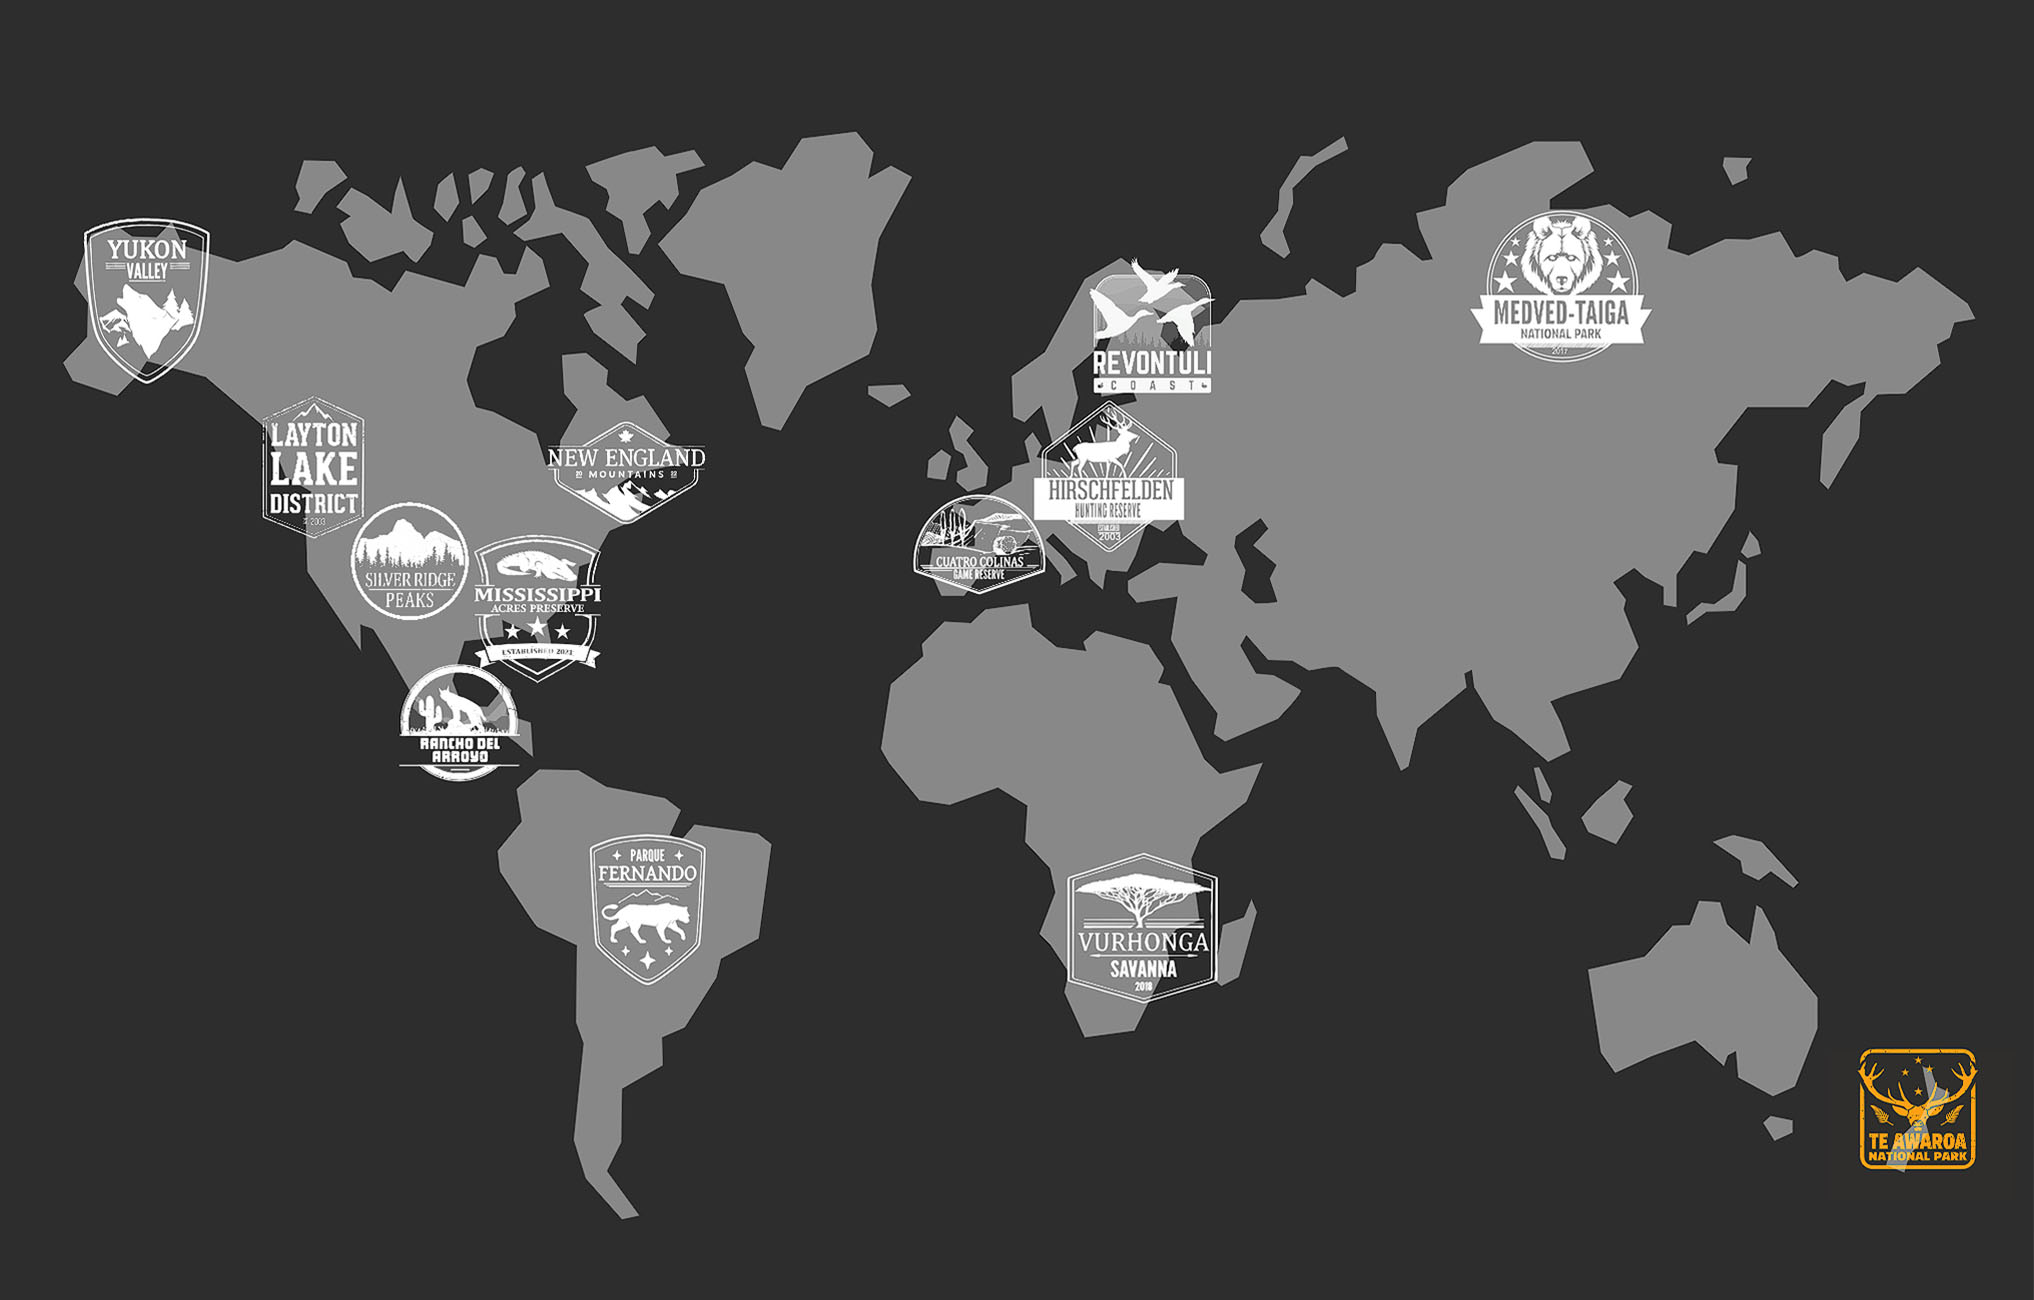 YUKON
VALLEY
LAYTON
LAKE
DISTRICT
2003
NEW ENGLAND
MOUNTAINS
SILVER RIDGE
PEAKS
MISSISSIPPI
ACRES PRESERVE
ESTABLISHED 2021
RANCHO DEL
ARROYO
PARQUE
FERNANDO
REVONTULI
COAST
HIRSCHFELDEN
HUNTING RESERVE
ESTABLISHED
2003
CUATRO COLINAS
GAME RESERVE
VURHONGA
SAVANNA
2018
MEDVED-TAIGA
NATIONAL PARK
2017
TE AWAROA
NATIONAL PARK